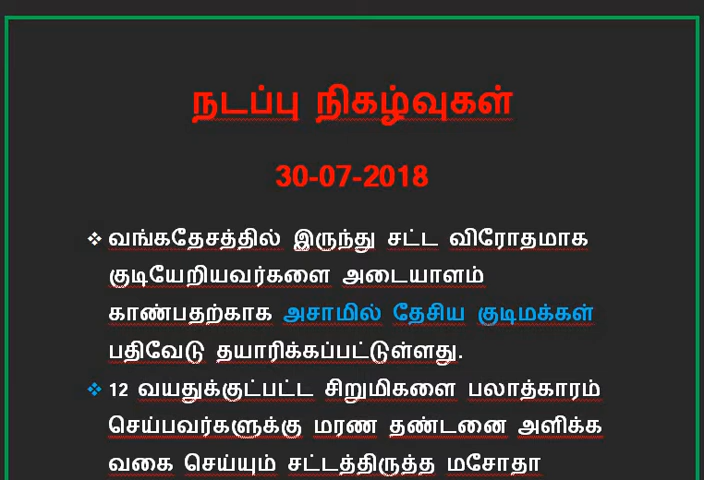 நடப்பு நிகழ்வுகள்
30-07-2018
❖ வங்கதேசத்தில் இருந்து சட்ட விரோதமாக
குடியேறியவர்களை அடையாளம்
காண்பதற்காக அசாமில் தேசிய குடிமக்கள்
பதிவேடு தயாரிக்கப்பட்டுள்ளது.
❖ 12 வயதுக்குட்பட்ட சிறுமிகளை பலாத்காரம்
செய்பவர்களுக்கு மரண தண்டனை அளிக்க
வகை செய்யும் சட்டத்திருத்த மசோதா